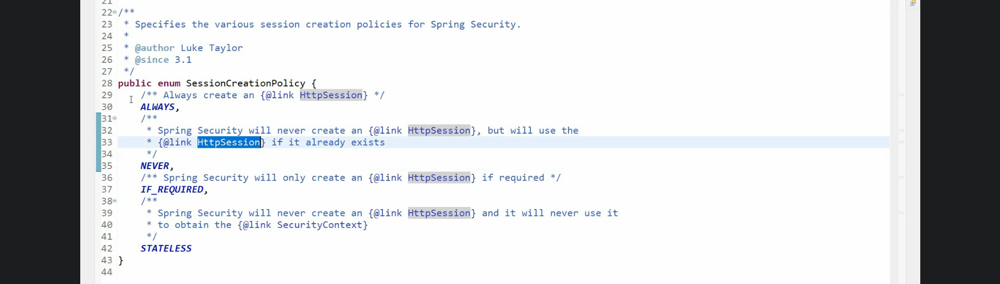 21
22 /**
23 * Specifies the various session creation policies for Spring Security.
24 *
25 * @author Luke Taylor
26 * @since 3.1
27 */
28 public enum SessionCreationPolicy {
29 /** Always create an {@link HttpSession} */
30 ALWAYS,
31 /**
32 * Spring Security will never create an {@link HttpSession}, but will use the
33 * {@link HttpSession} if it already exists
34 */
35 NEVER,
36 /** Spring Security will only create an {@link HttpSession} if required */
37 IF_REQUIRED,
38 /**
39 * Spring Security will never create an {@link HttpSession} and it will never use it
40 * to obtain the {@link SecurityContext}
41 */
42 STATELESS
43 }
44